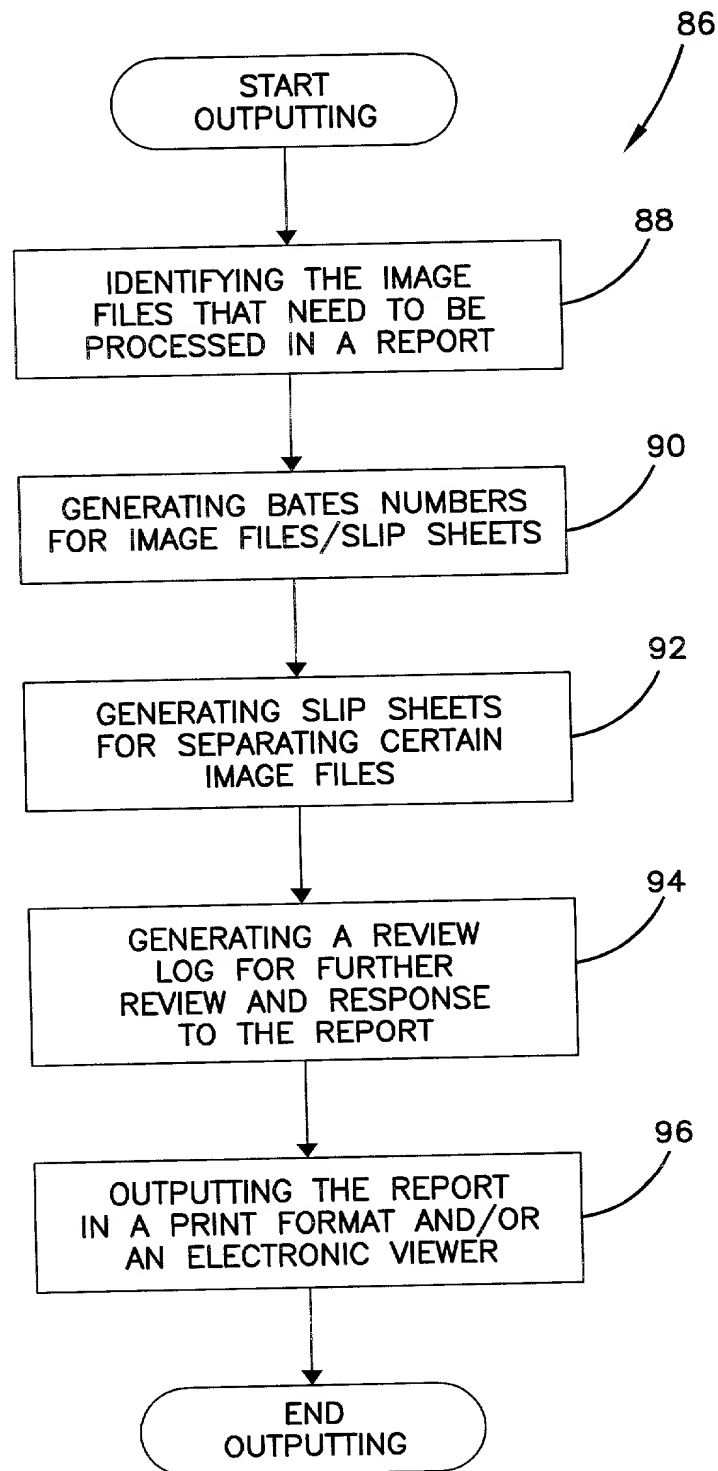 86
START
OUTPUTTING
88
IDENTIFYING THE IMAGE
FILES THAT NEED TO BE
PROCESSED IN A REPORT
90
GENERATING BATES NUMBERS
FOR IMAGE FILES/SLIP SHEETS
92
GENERATING SLIP SHEETS
FOR SEPARATING CERTAIN
IMAGE FILES
94
GENERATING A REVIEW
LOG FOR FURTHER
REVIEW AND RESPONSE
TO THE REPORT
96
OUTPUTTING THE REPORT
IN A PRINT FORMAT AND/OR
AN ELECTRONIC VIEWER
END
OUTPUTTING